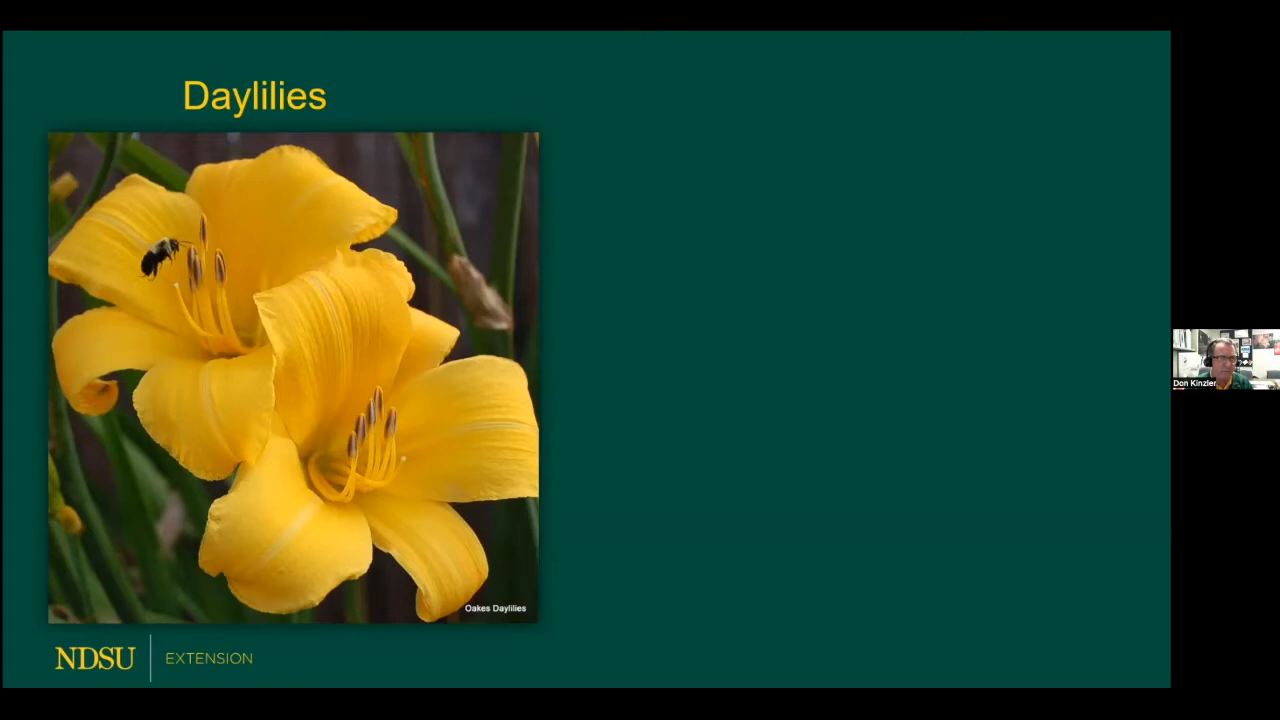 Daylilies
Oakes Daylilies
NDSU
EXTENSION
Don Kinzler